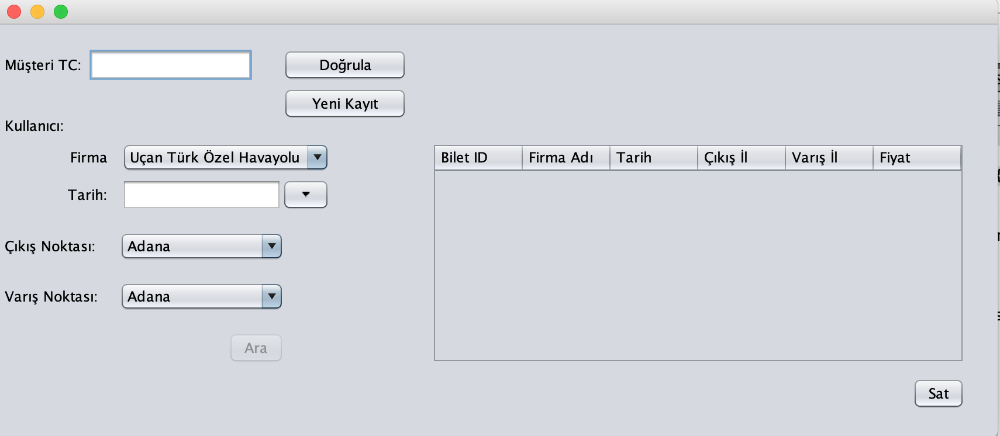 Müşteri TC: Doğrula
Yeni Kayıt
Kullanıcı:
Firma Uçan Türk Özel Havayolu
Tarih:
Çıkış Noktası: Adana
Varış Noktası: Adana
Ara
Bilet ID Firma Adı Tarih Çıkış İl Varış İl Fiyat
Sat